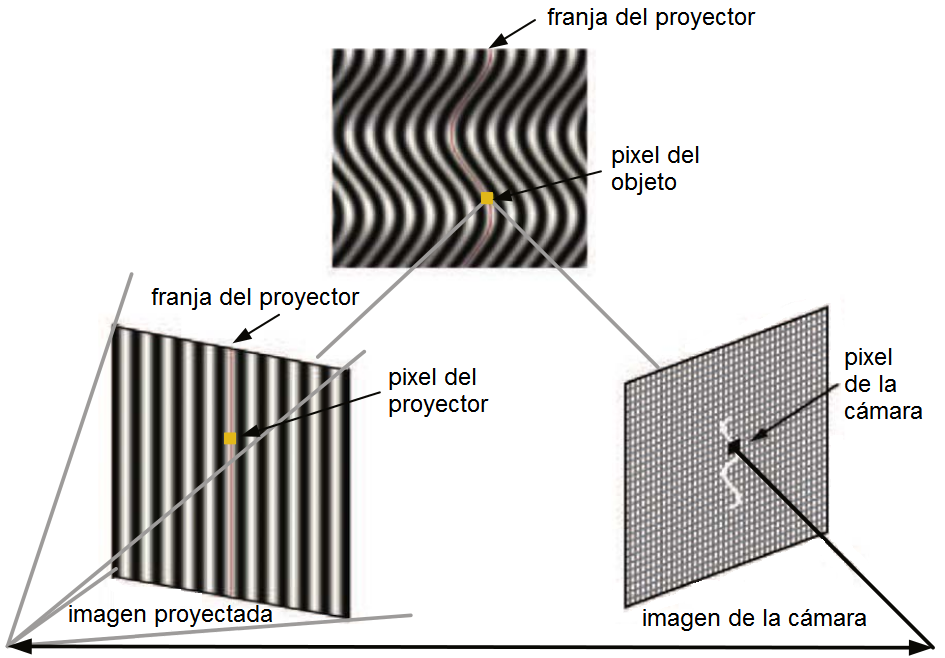 franja del proyector
pixel del
objeto
franja del proyector
pixel del
proyector
pixel
de la
cámara
imagen proyectada
imagen de la cámara